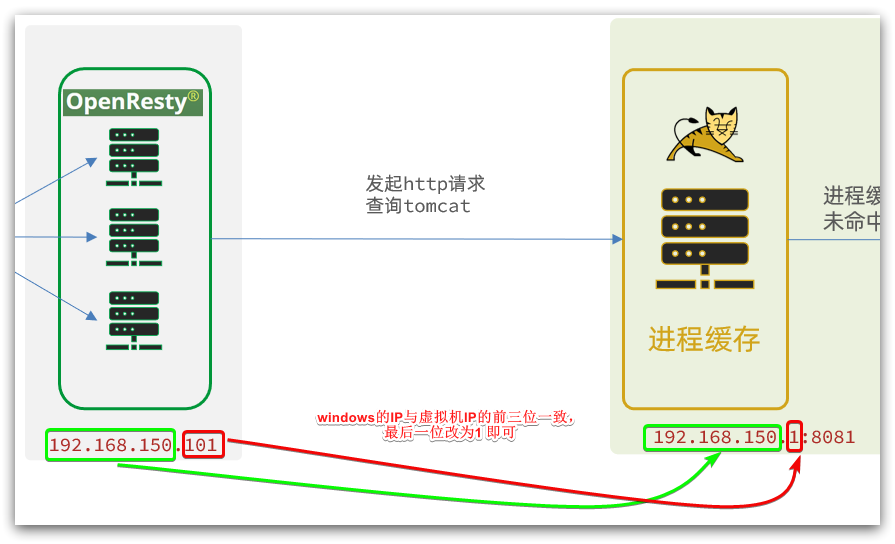 OpenResty®
发起http请求
查询tomcat
进程缓
未命中
进程缓存
windows的IP与虚拟机IP的前三位一致,
最后一位改为1 即可
192.168.150.101
192.168.150.1:8081